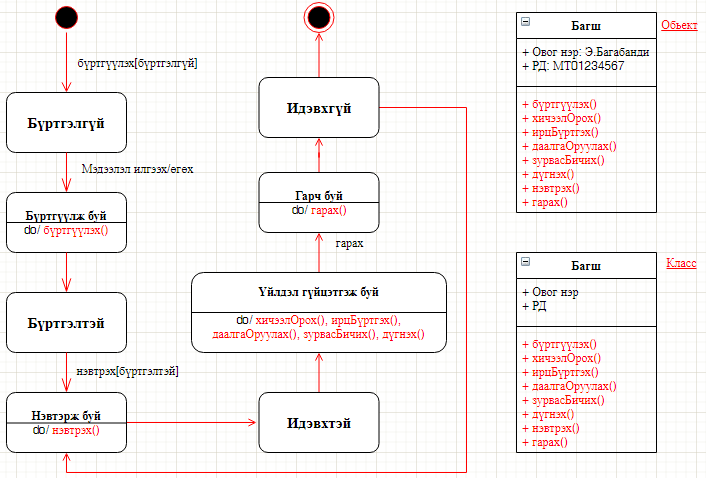 бүртгүүлэх[бүртгэлгүй]
Бүртгэлгүй
Мэдээлэл илгээх/өгөх
Бүртгүүлж буй
do/ бүртгүүлэх()
Бүртгэлтэй
нэвтрэх[бүртгэлтэй]
Нэвтэрж буй
do/ нэвтрэх()
Идэвхгүй
Гарч буй
do/ гарах()
гарах
Үйлдэл гүйцэтгэж буй
do/ хичээлОрох(), ирцБүртгэх(),
даалгаОруулах(), зурвасБичих(), дүгнэх()
Идэвхтэй
Багш
Обьект
+ Овог нэр: Э.Багабанди
+ РД: МТ01234567
+ бүртгүүлэх()
+ хичээлОрох()
+ ирцБүртгэх()
+ даалгаОруулах()
+ зурвасБичих()
+ дүгнэх()
+ нэвтрэх()
+ гарах()
Багш
Класс
+ Овог нэр
+ РД
+ бүртгүүлэх()
+ хичээлОрох()
+ ирцБүртгэх()
+ даалгаОруулах()
+ зурвасБичих()
+ дүгнэх()
+ нэвтрэх()
+ гарах()